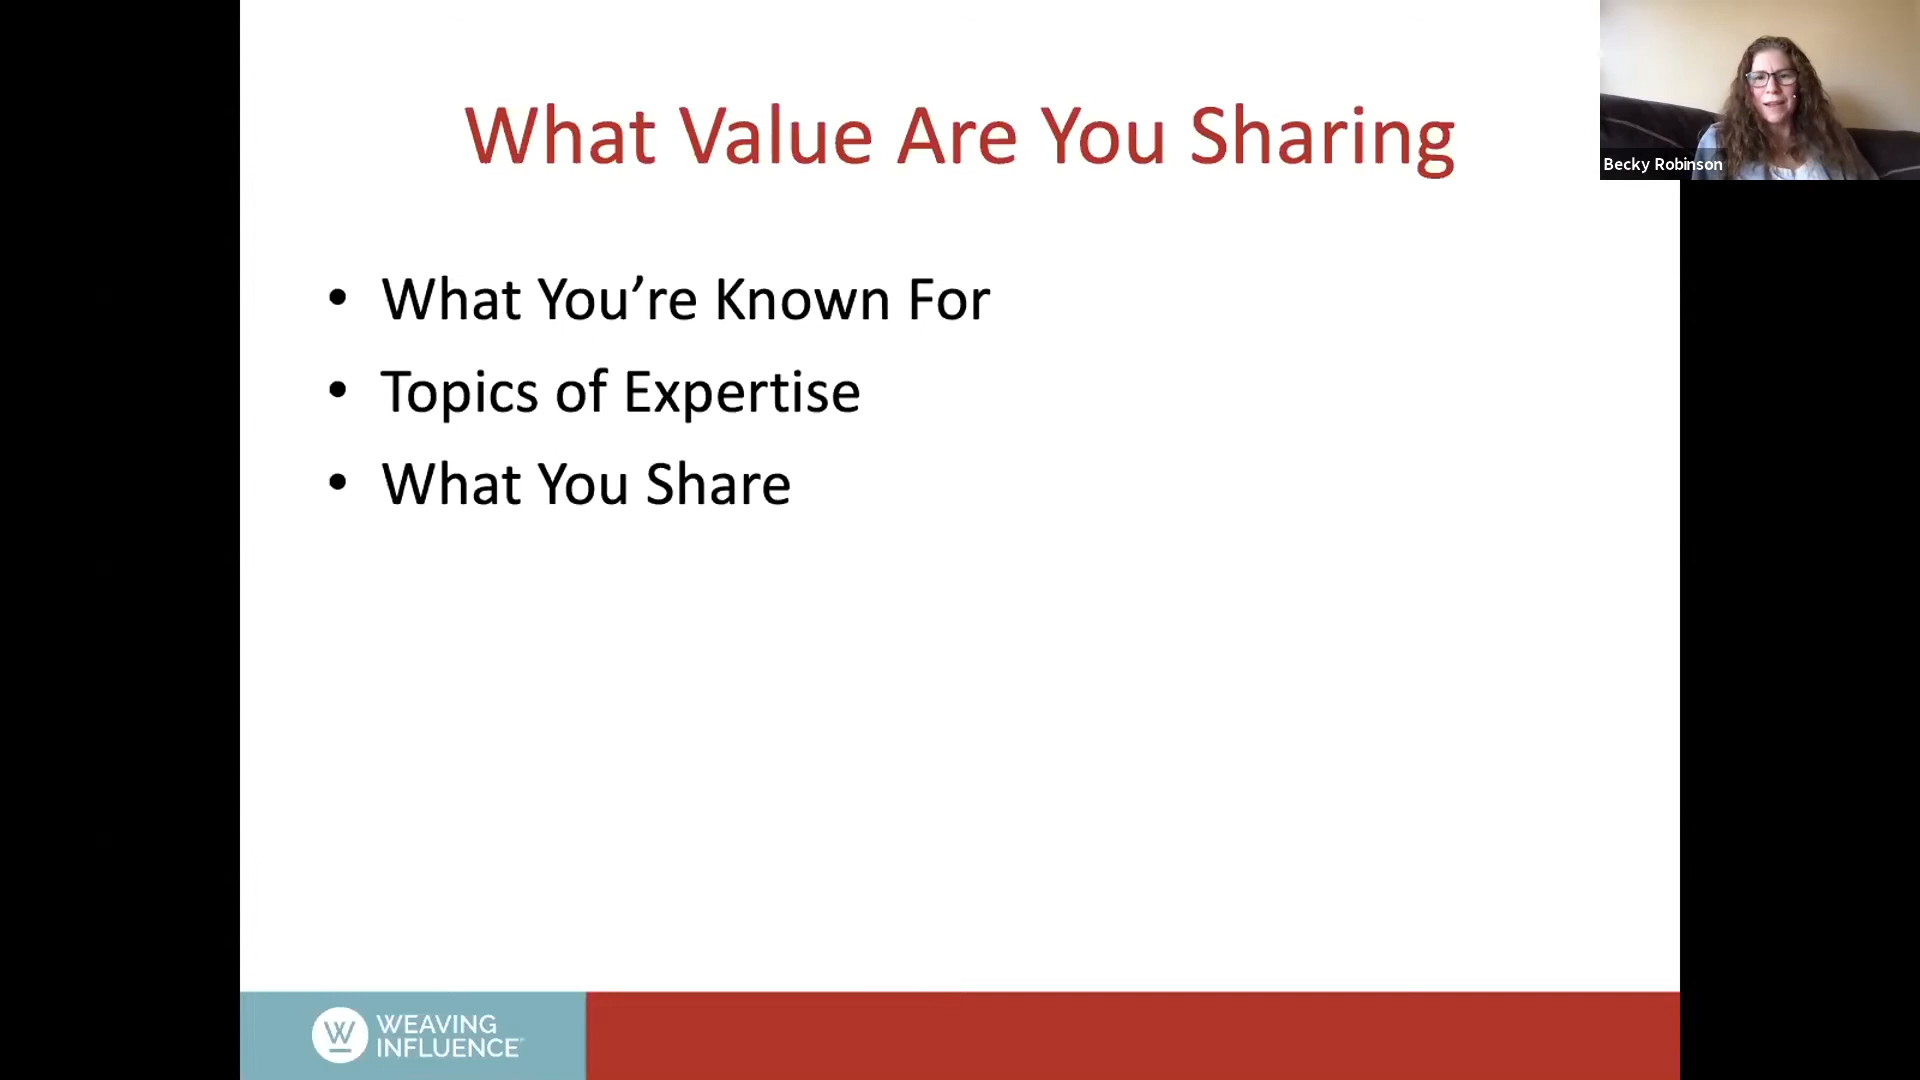 What Value Are You Sharing
Becky Robinson
• What You’re Known For
• Topics of Expertise
• What You Share
W
WEAVING
INFLUENCE